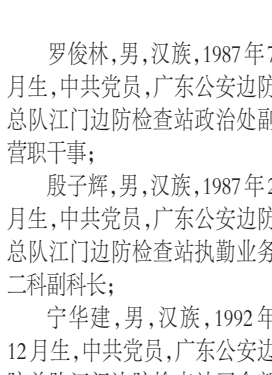 罗俊林,男,汉族,1987年7
月生,中共党员,广东公安边防
总队江门边防检查站政治处副
营职干事;
殷子辉,男,汉族,1987年2
月生,中共党员,广东公安边防
总队江门边防检查站执勤业务
二科副科长;
宁华建,男,汉族,1992年
12月生,中共党员,广东公安边